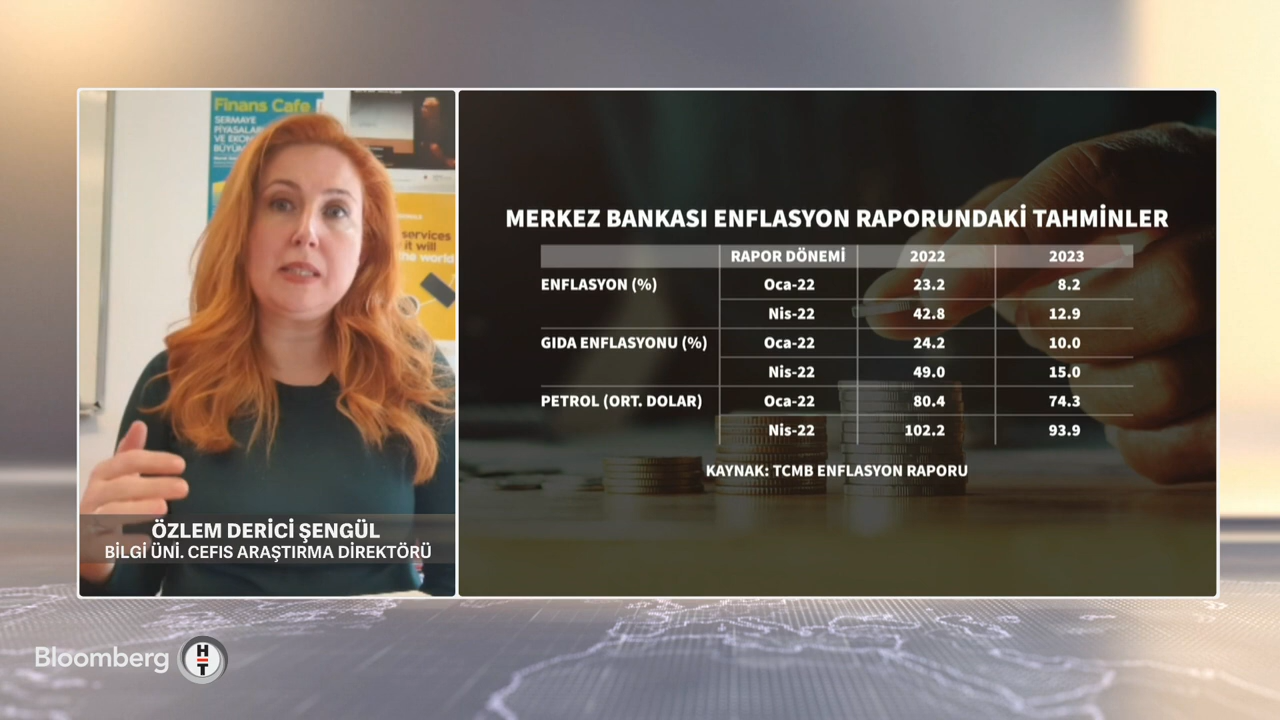 Finans Cafe
SERMAYE
PİYASALARI
VE EKON
BÜYÜM
services
it will
the world
MERKEZ BANKASI ENFLASYON RAPORUNDAKİ TAHMİNLER
RAPOR DÖNEMİ 2022 2023
ENFLASYON (%) Oca-22 23.2 8.2
Nis-22 42.8 12.9
GIDA ENFLASYONU (%) Oca-22 24.2 10.0
Nis-22 49.0 15.0
PETROL (ORT. DOLAR) Oca-22 80.4 74.3
Nis-22 102.2 93.9
KAYNAK: TCMB ENFLASYON RAPORU
ÖZLEM DERİCİ ŞENGÜL
BİLGİ ÜNİ. CEFIS ARAŞTIRMA DİREKTÖRÜ
Bloomberg HT